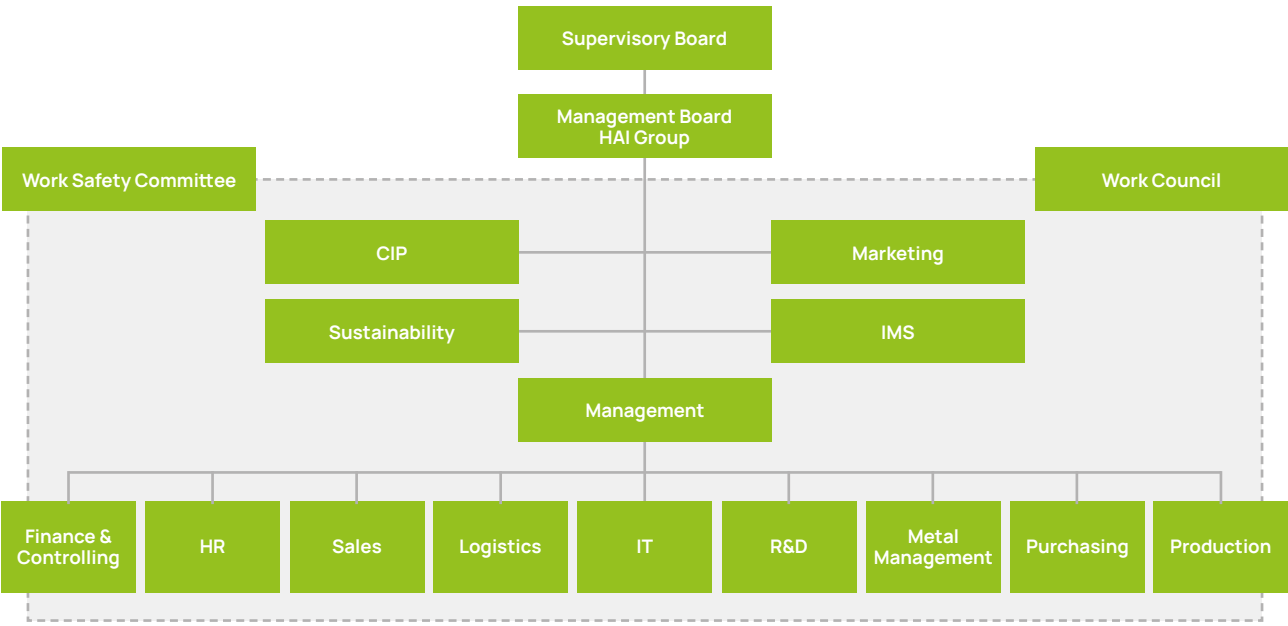 Supervisory Board
Management Board
HAI Group
Work Safety Committee
Work Council
CIP
Marketing
Sustainability
IMS
Management
Finance &
Controlling
HR
Sales
Logistics
IT
R&D
Metal
Management
Purchasing
Production